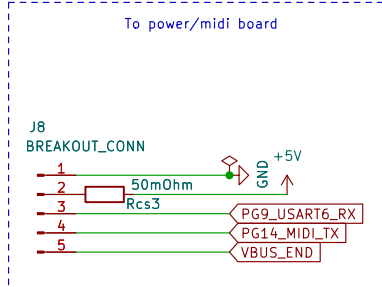 To power/midi board
J8
BREAKOUT_CONN
1
2
3
4
5
50mOhm
Rcs3
GND
+5V
PG9_USART6_RX
PG14_MIDI_TX
VBUS_END